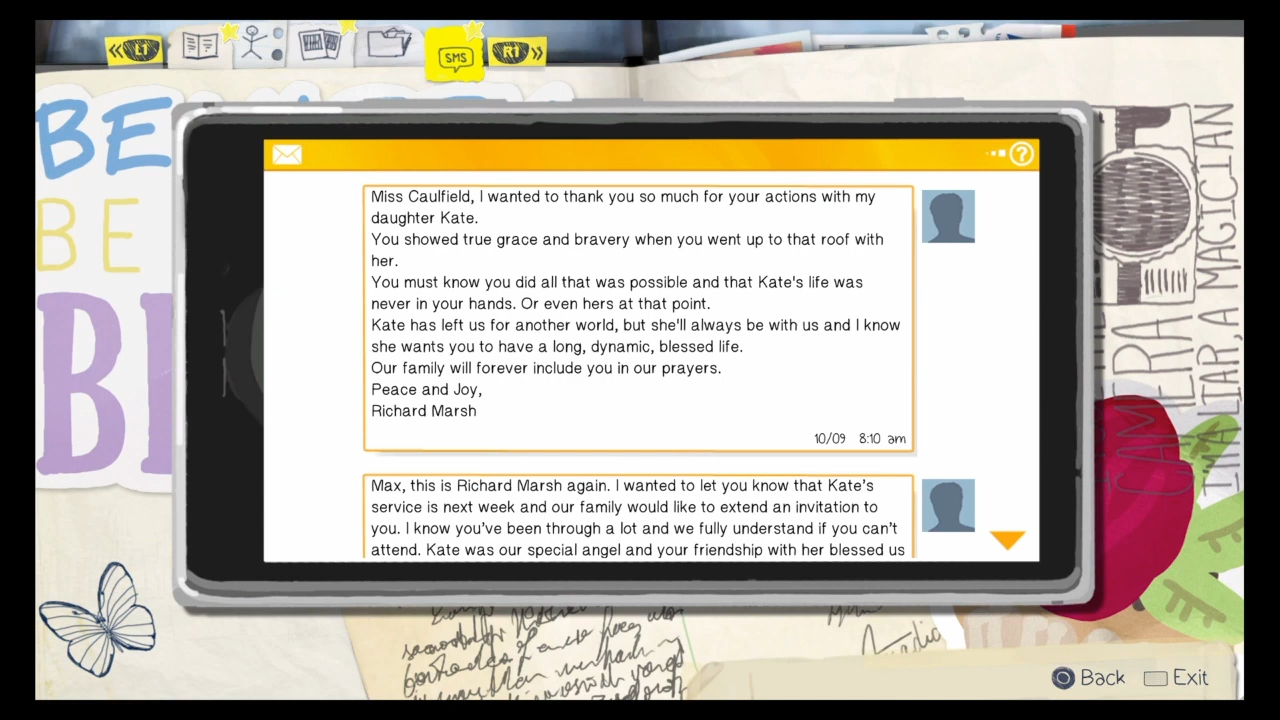 L1
SMS
R1
BE
BE
Miss Caulfield, I wanted to thank you so much for your actions with my
daughter Kate.
You showed true grace and bravery when you went up to that roof with
her.
You must know you did all that was possible and that Kate's life was
never in your hands. Or even hers at that point.
Kate has left us for another world, but she'll always be with us and I know
she wants you to have a long, dynamic, blessed life.
Our family will forever include you in our prayers.
Peace and Joy,
Richard Marsh
10/09 8:10 am
Max, this is Richard Marsh again. I wanted to let you know that Kate's
service is next week and our family would like to extend an invitation to
you. I know you've been through a lot and we fully understand if you can't
attend. Kate was our special angel and your friendship with her blessed us
CAMERA
I'M A LIAR, A MAGICIAN
Back
Exit